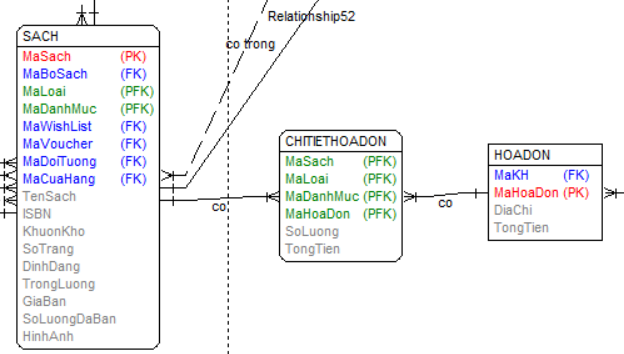 Relationship52
co trong
SACH
MaSach (PK)
MaBoSach (FK)
MaLoai (PFK)
MaDanhMuc (PFK)
MaWishList (FK)
MaVoucher (FK)
MaDoiTuong (FK)
MaCuaHang (FK)
TenSach
ISBN
KhuonKho
SoTrang
DinhDang
TrongLuong
GiaBan
SoLuongDaBan
HinhAnh
co
CHITIETHOADON
MaSach (PFK)
MaLoai (PFK)
MaDanhMuc (PFK)
MaHoaDon (PFK)
SoLuong
TongTien
co
HOADON
MaKH (FK)
MaHoaDon (PK)
DiaChi
TongTien